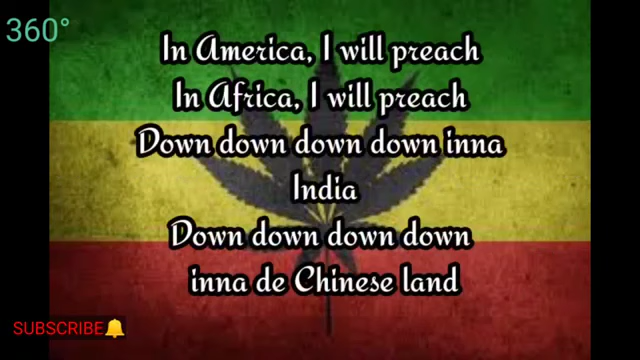 360°
In America, I will preach
In Africa, I will preach
Down down down down inna
India
Down down down down
inna de Chinese land
SUBSCRIBE